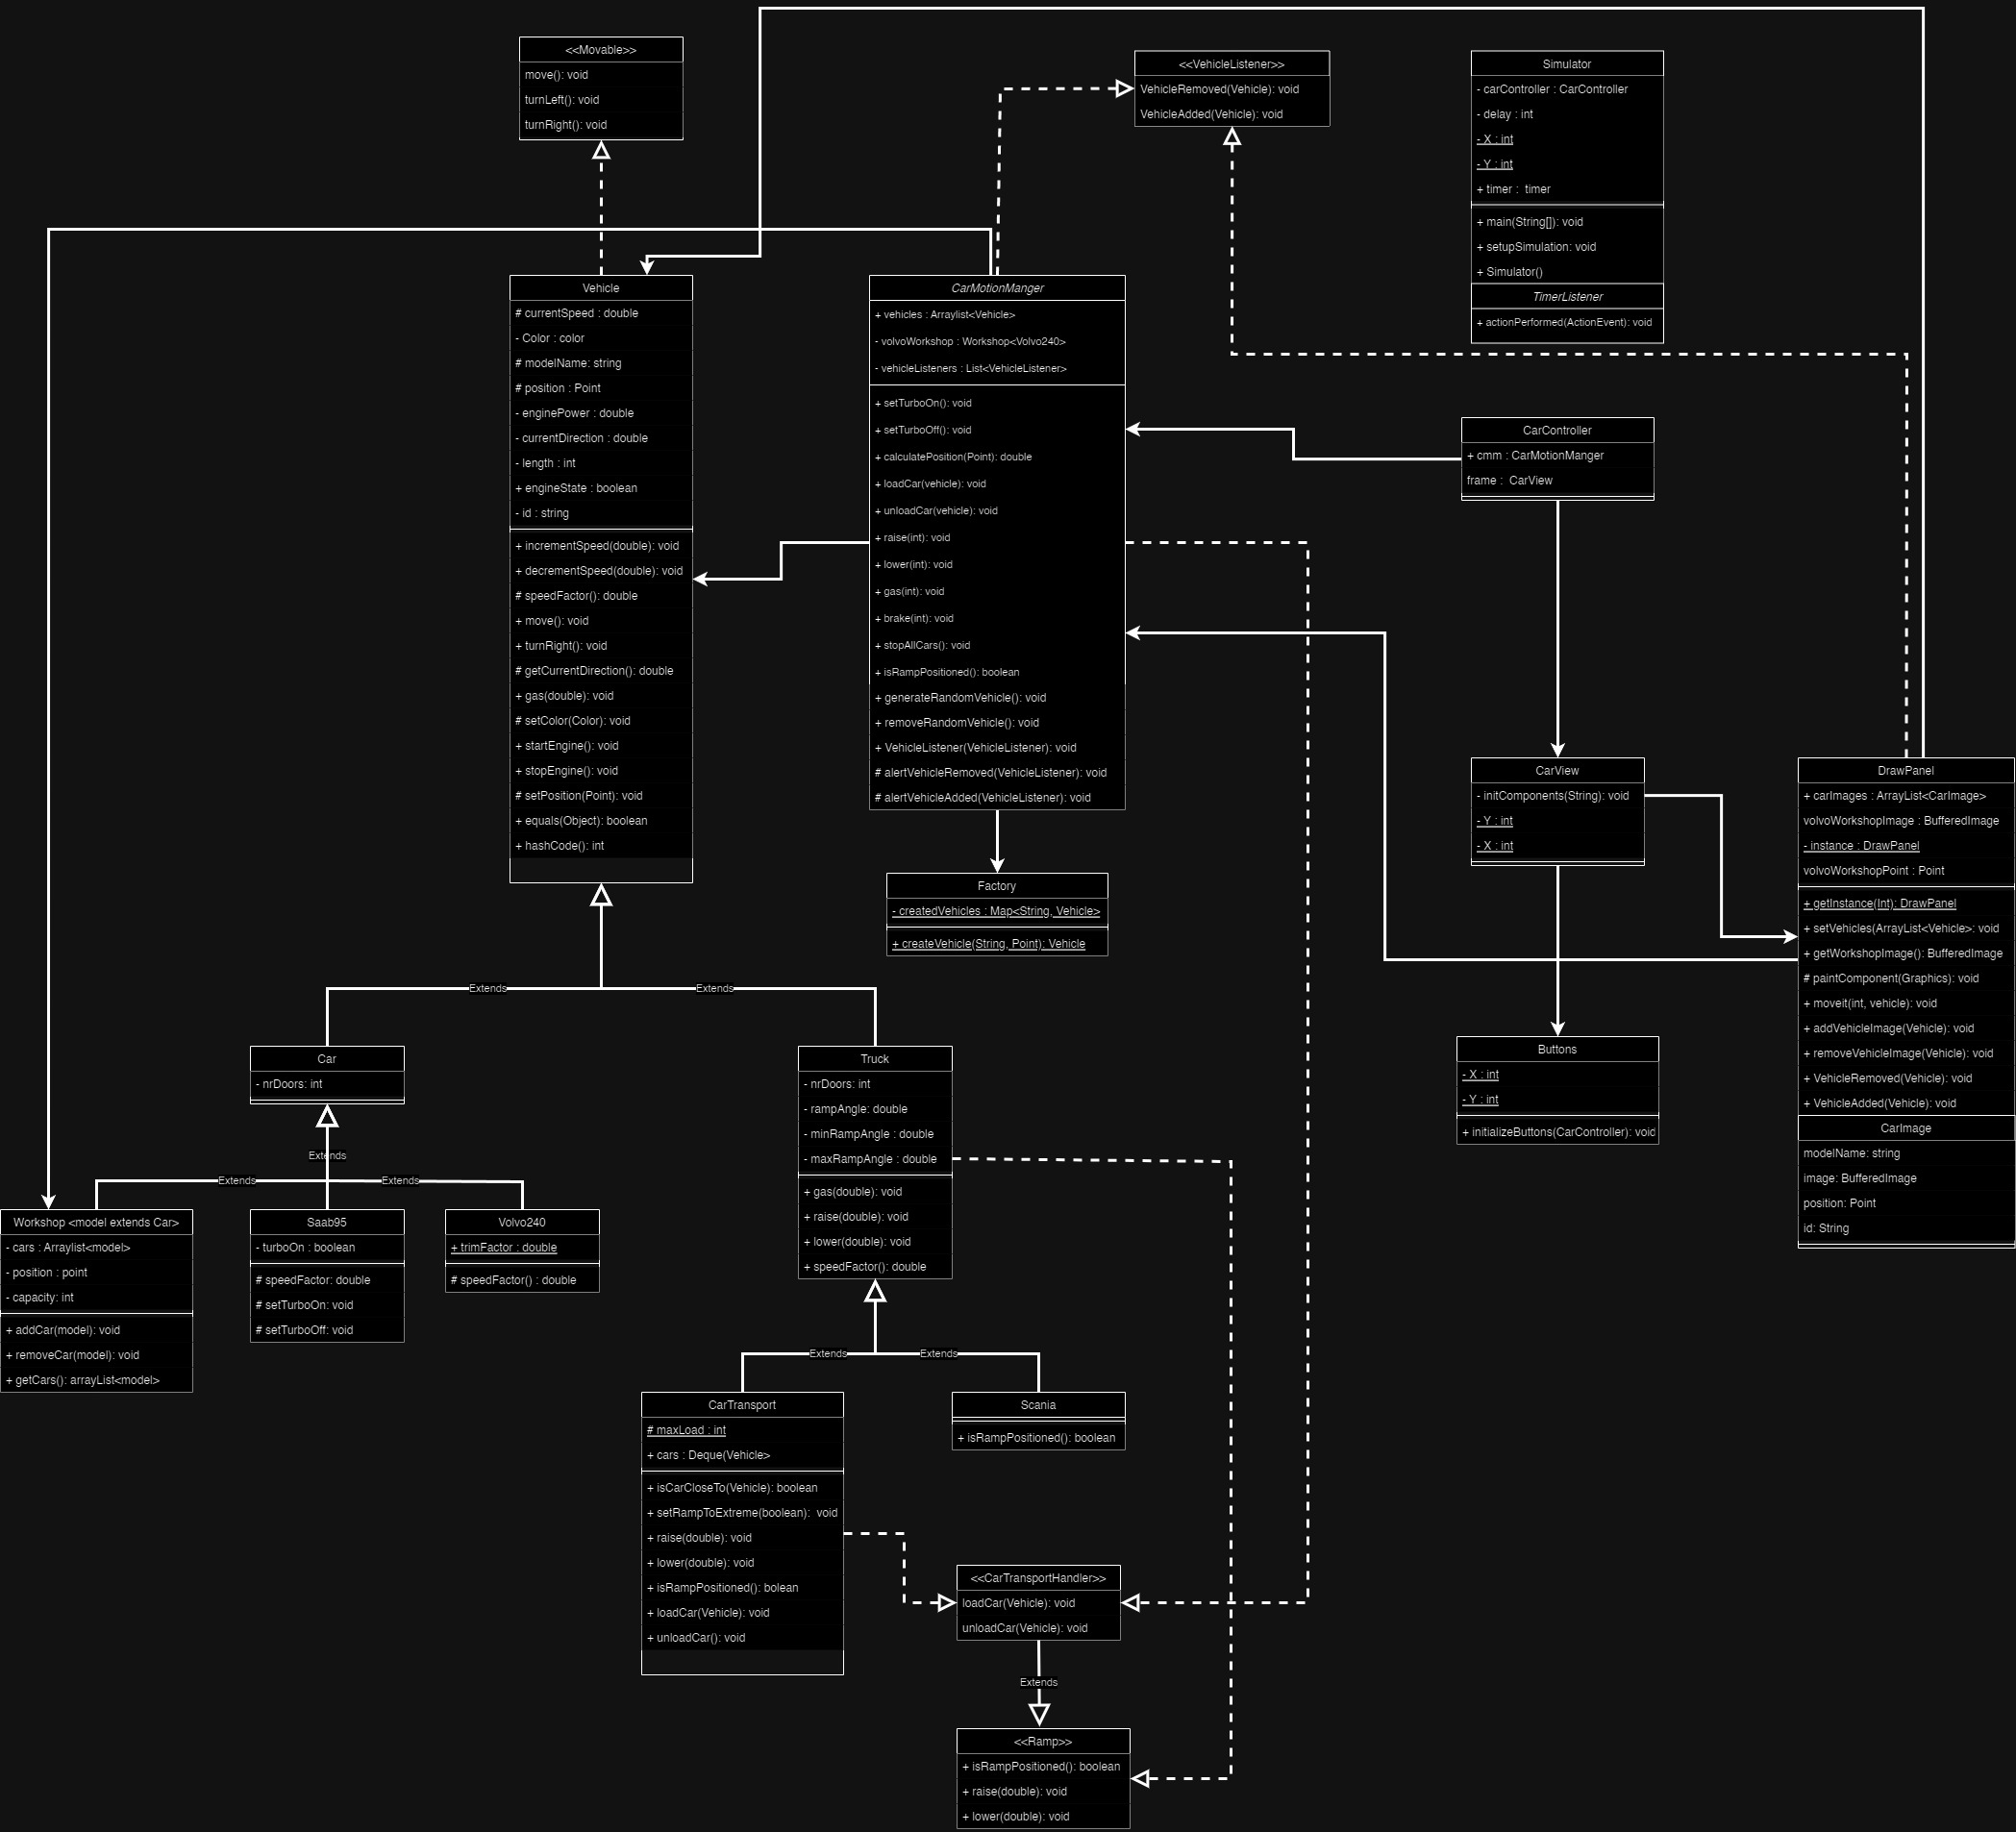 <<Movable>>
move(): void
turnLeft(): void
turnRight(): void
<<VehicleListener>>
VehicleRemoved(Vehicle): void
VehicleAdded(Vehicle): void
Simulator
- carController : CarController
- delay : int
- X : int
- Y : int
+ timer :  timer
+ main(String[]): void
+ setupSimulation: void
+ Simulator()
TimerListener
+ actionPerformed(ActionEvent): void
Vehicle
# currentSpeed : double
- Color : color
# modelName: string
# position : Point
- enginePower : double
- currentDirection : double
- length : int
+ engineState : boolean
- id : string
+ incrementSpeed(double): void
+ decrementSpeed(double): void
# speedFactor(): double
+ move(): void
+ turnRight(): void
# getCurrentDirection(): double
+ gas(double): void
# setColor(Color): void
+ startEngine(): void
+ stopEngine(): void
# setPosition(Point): void
+ equals(Object): boolean
+ hashCode(): int
CarMotionManger
+ vehicles : Arraylist<Vehicle>
- volvoWorkshop : Workshop<Volvo240>
- vehicleListeners : List<VehicleListener>
+ setTurboOn(): void
+ setTurboOff(): void
+ calculatePosition(Point): double
+ loadCar(vehicle): void
+ unloadCar(vehicle): void
+ raise(int): void
+ lower(int): void
+ gas(int): void
+ brake(int): void
+ stopAllCars(): void
+ isRampPositioned(): boolean
+ generateRandomVehicle(): void
+ removeRandomVehicle(): void
+ VehicleListener(VehicleListener): void
# alertVehicleRemoved(VehicleListener): void
# alertVehicleAdded(VehicleListener): void
CarController
+ cmm : CarMotionManger
frame :  CarView
CarView
- initComponents(String): void
- Y : int
- X : int
DrawPanel
+ carImages : ArrayList<CarImage>
volvoWorkshopImage : BufferedImage
- instance : DrawPanel
volvoWorkshopPoint : Point
+ getInstance(Int): DrawPanel
+ setVehicles(ArrayList<Vehicle>: void
+ getWorkshopImage(): BufferedImage
# paintComponent(Graphics): void
+ moveit(int, vehicle): void
+ addVehicleImage(Vehicle): void
+ removeVehicleImage(Vehicle): void
+ VehicleRemoved(Vehicle): void
+ VehicleAdded(Vehicle): void
CarImage
modelName: string
image: BufferedImage
position: Point
id: String
Factory
- createdVehicles : Map<String, Vehicle>
+ createVehicle(String, Point): Vehicle
Extends
Extends
Car
- nrDoors: int
Truck
- nrDoors: int
- rampAngle: double
- minRampAngle : double
- maxRampAngle : double
+ gas(double): void
+ raise(double): void
+ lower(double): void
+ speedFactor(): double
Buttons
- X : int
- Y : int
+ initializeButtons(CarController): void
Extends
Extends
Extends
Workshop <model extends Car>
- cars : Arraylist<model>
- position : point
- capacity: int
+ addCar(model): void
+ removeCar(model): void
+ getCars(): arrayList<model>
Saab95
- turboOn : boolean
# speedFactor: double
# setTurboOn: void
# setTurboOff: void
Volvo240
+ trimFactor : double
# speedFactor() : double
Extends
Extends
CarTransport
# maxLoad : int
+ cars : Deque(Vehicle>
+ isCarCloseTo(Vehicle): boolean
+ setRampToExtreme(boolean):  void
+ raise(double): void
+ lower(double): void
+ isRampPositioned(): bolean
+ loadCar(Vehicle): void
+ unloadCar(): void
Scania
+ isRampPositioned(): boolean
<<CarTransportHandler>>
loadCar(Vehicle): void
unloadCar(Vehicle): void
Extends
<<Ramp>>
+ isRampPositioned(): boolean
+ raise(double): void
+ lower(double): void